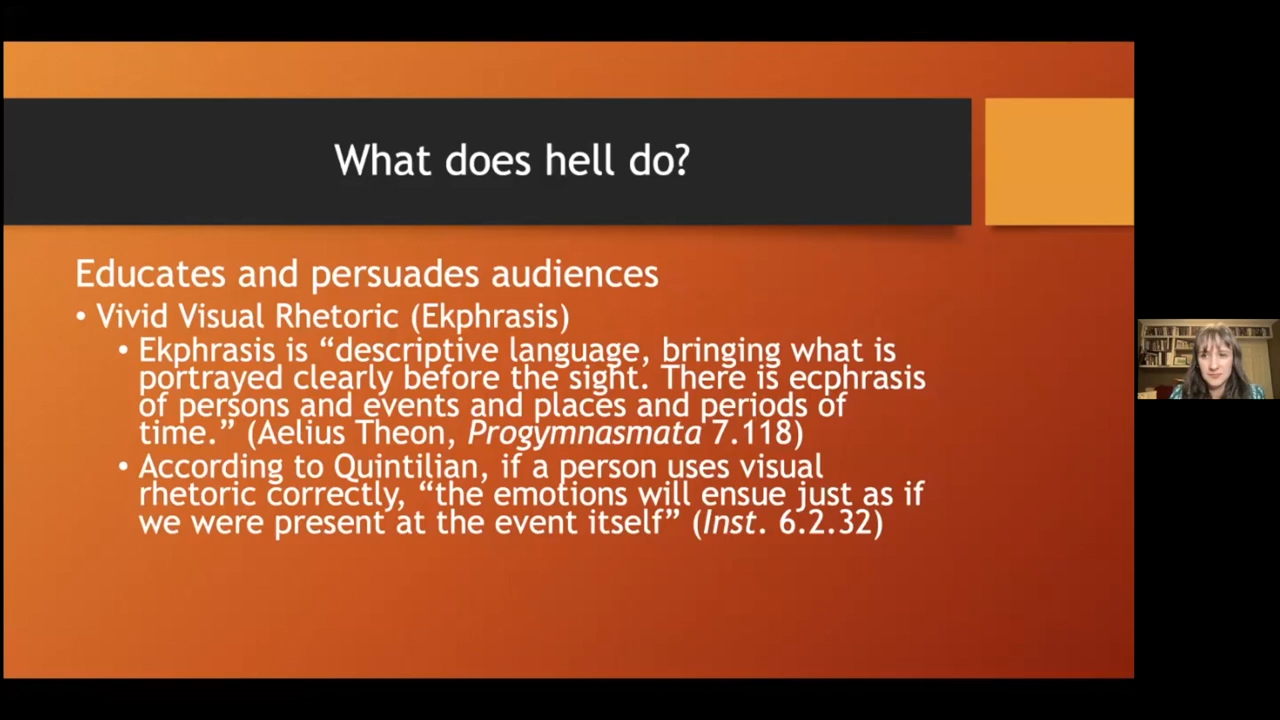 What does hell do?
Educates and persuades audiences
• Vivid Visual Rhetoric (Ekphrasis)
• Ekphrasis is “descriptive language, bringing what is
portrayed clearly before the sight. There is ecphrasis
of persons and events and places and periods of
time.” (Aelius Theon, Progymnasmata 7.118)
• According to Quintilian, if a person uses visual
rhetoric correctly, “the emotions will ensue just as if
we were present at the event itself” (Inst. 6.2.32)